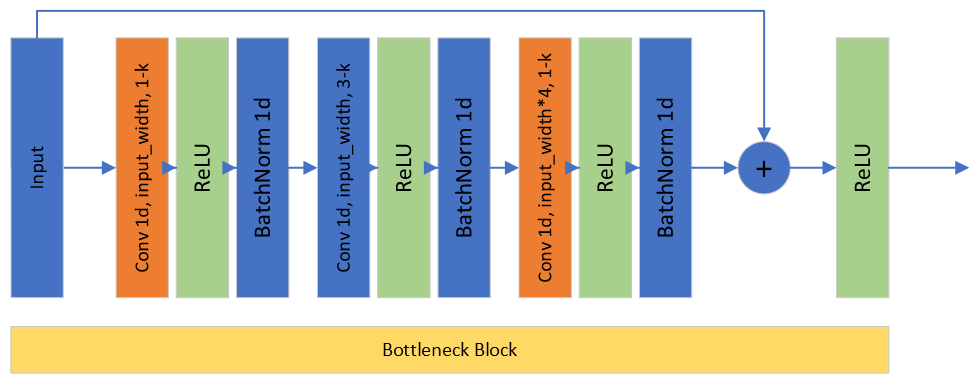 Input
Conv 1d, input_width, 1-k
ReLU
BatchNorm 1d
Conv 1d, input_width, 3-k
ReLU
BatchNorm 1d
Conv 1d, input_width*4, 1-k
ReLU
BatchNorm 1d
+
ReLU
Bottleneck Block